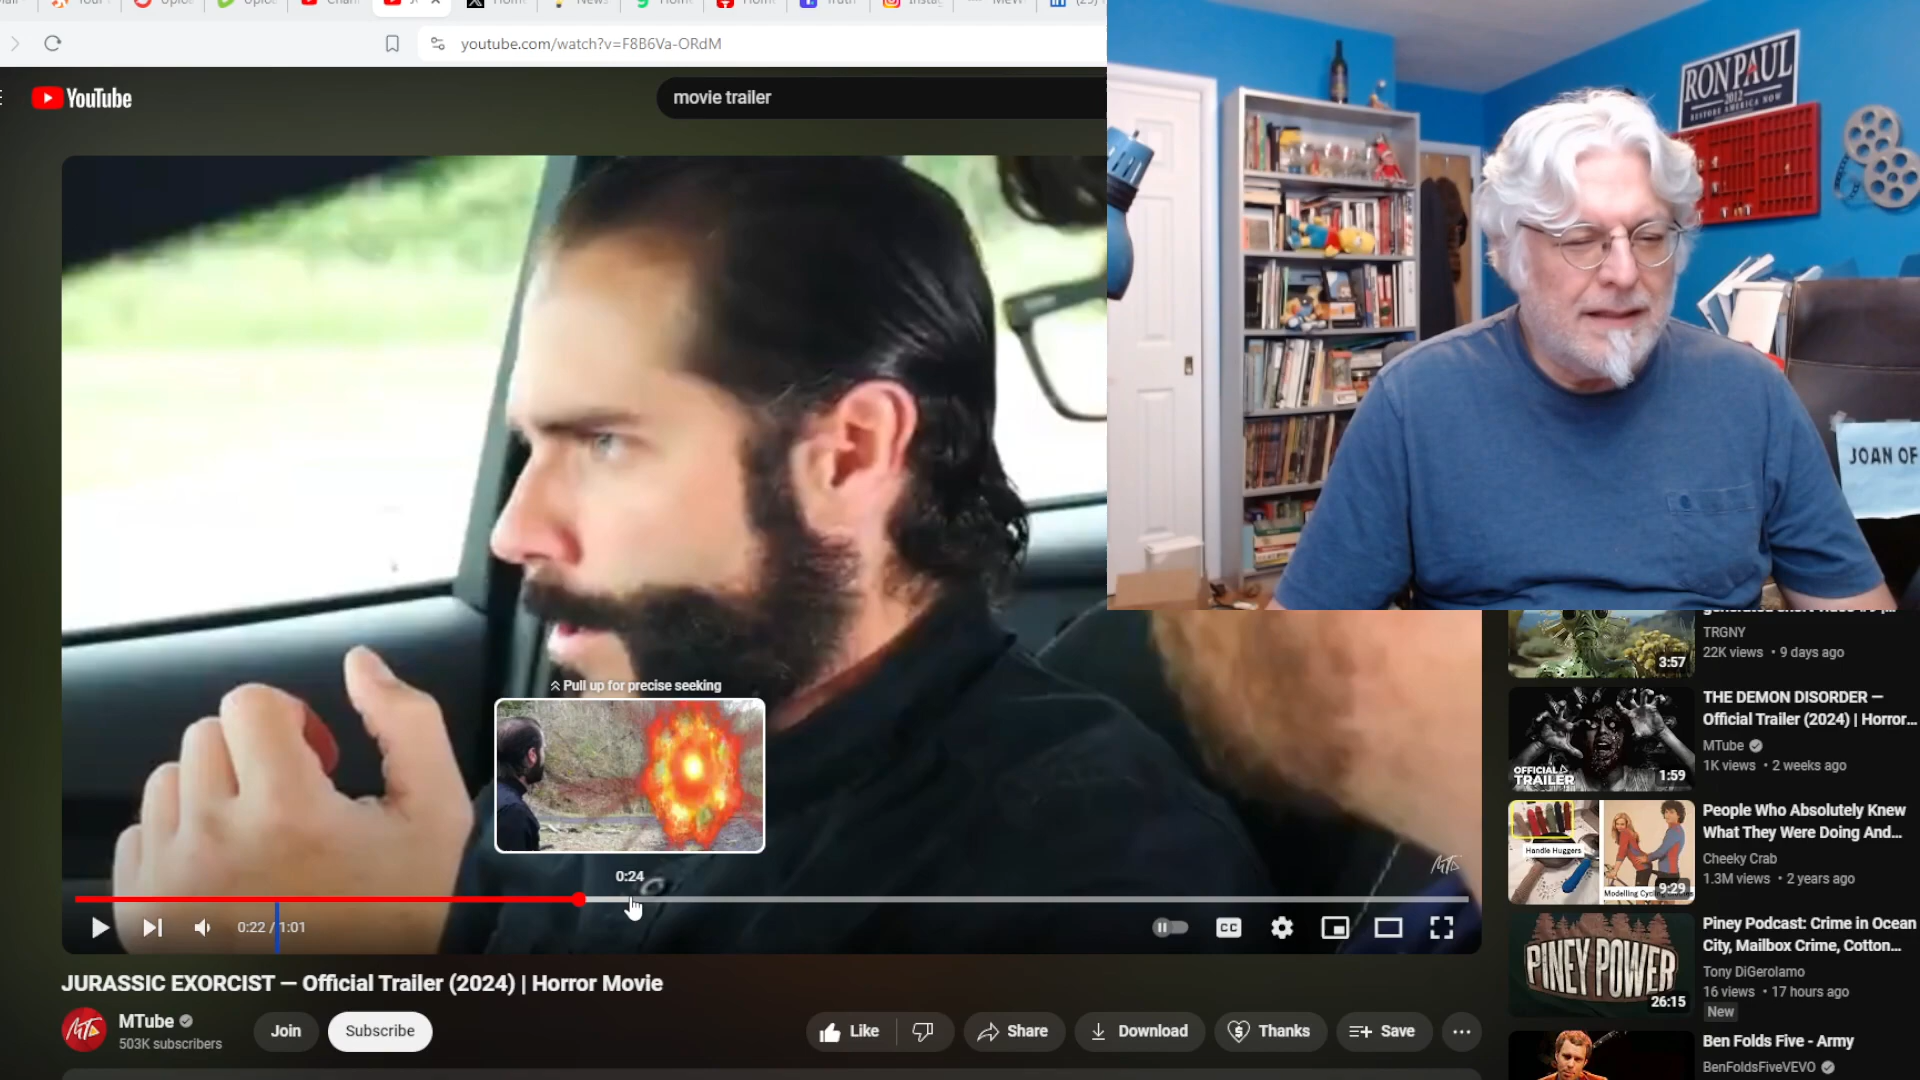 youtube.com/watch?v=F8B6Va-ORdM
YouTube
movie trailer
RON PAUL
2012
RESTORE AMERICA NOW
JOAN OF
Pull up for precise seeking
0:24
0:22 / 1:01
CC
JURASSIC EXORCIST — Official Trailer (2024) | Horror Movie
MTube
503K subscribers
Join
Subscribe
Like
Share
Download
Thanks
Save
TRGNY
22K views • 9 days ago
3:57
THE DEMON DISORDER —
Official Trailer (2024) | Horror...
MTube
1K views • 2 weeks ago
OFFICIAL
TRAILER
1:59
People Who Absolutely Knew
What They Were Doing And...
Cheeky Crab
1.3M views • 2 years ago
Handle Huggers
9:29
Piney Podcast: Crime in Ocean
City, Mailbox Crime, Cotton...
Tony DiGerolamo
16 views • 17 hours ago
New
PINEY POWER
26:15
Ben Folds Five - Army
BenFoldsFiveVEVO